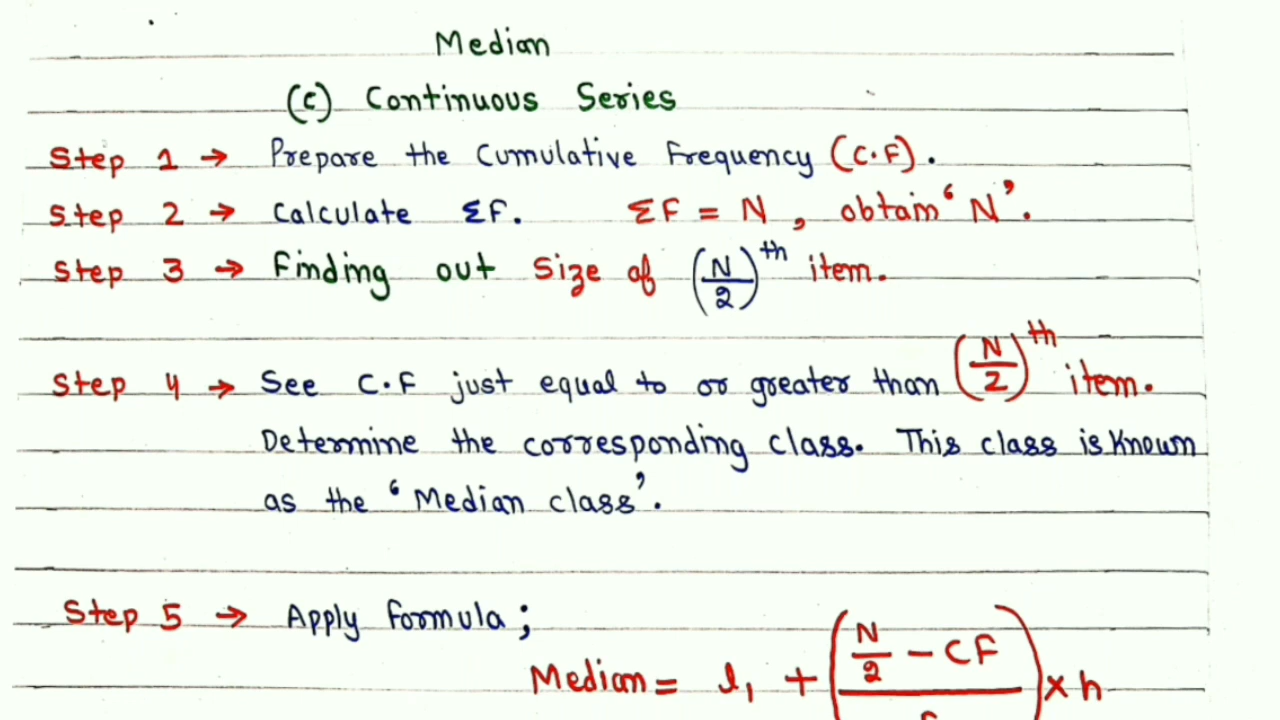 Median
(C) Continuous Series
Step 1 → Prepare the Cumulative Frequency (C.F).
Step 2 → Calculate ΣF. ΣF = N, obtain 'N'.
Step 3 → Finding out Size of (N/2)th item.
Step 4 → See C.F just equal to or greater than (N/2)th item.
Determine the corresponding class. This class is Known
as the 'Median class'.
Step 5 → Apply formula;
Median = l₁ + (N/2 - CF / ) × h